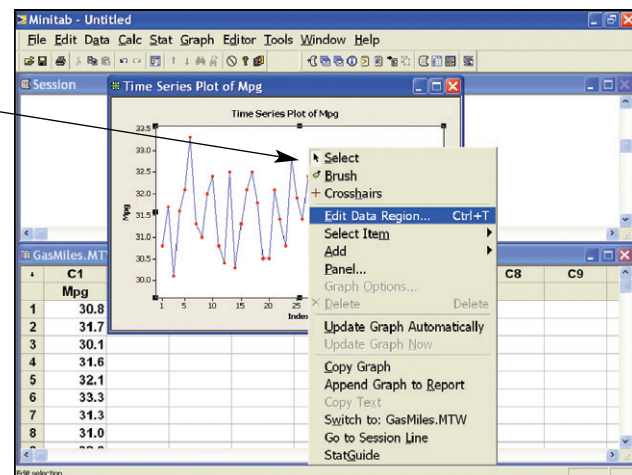 Minitab - Untitled
File Edit Data Calc Stat Graph Editor Tools Window Help
Session
Time Series Plot of Mpg
Time Series Plot of Mpg
33.5
33.0
32.5
32.0
31.5
31.0
30.5
30.0
Mpg
1 5 10 15 20 25
Index
Select
Brush
Crosshairs
Edit Data Region... Ctrl+T
Select Item
Add
Panel...
Graph Options...
Delete Delete
Update Graph Automatically
Update Graph Now
Copy Graph
Append Graph to Report
Copy Text
Switch to: GasMiles.MTW
Go to Session Line
StatGuide
GasMiles.MTW
C1 C8 C9
Mpg
1 30.8
2 31.7
3 30.1
4 31.6
5 32.1
6 33.3
7 31.3
8 31.0
Edit selection